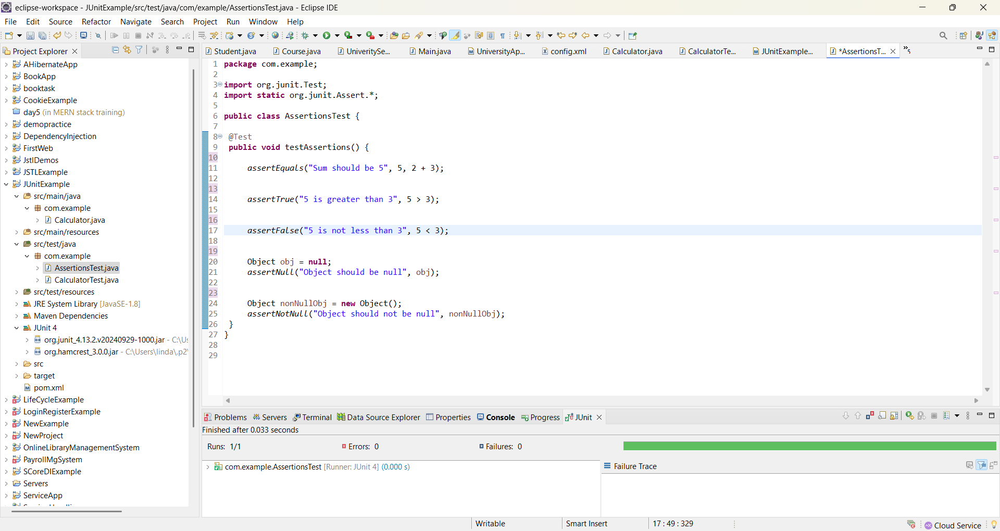 eclipse-workspace - JUnitExample/src/test/java/com/example/AssertionsTest.java - Eclipse IDE
File Edit Source Refactor Navigate Search Project Run Window Help
Project Explorer
AHibernateApp
BookApp
booktask
CookieExample
day5 (in MERN stack training)
demopractice
DependencyInjection
FirstWeb
JstlDemos
JSTLExample
JUnitExample
src/main/java
com.example
Calculator.java
src/main/resources
src/test/java
com.example
AssertionsTest.java
CalculatorTest.java
src/test/resources
JRE System Library [JavaSE-1.8]
Maven Dependencies
JUnit 4
org.junit_4.13.2.v20240929-1000.jar - C:\Us
org.hamcrest_3.0.0.jar - C:\Users\linda\.p2\
src
target
pom.xml
LifeCycleExample
LoginRegisterExample
NewExample
NewProject
OnlineLibraryManagementSystem
PayrollMgSystem
SCoreDIExample
Servers
ServiceApp
Student.java Course.java UniveritySe... Main.java UniversityAp... config.xml Calculator.java CalculatorTe... JUnitExample... *AssertionsT... »5
1 package com.example;
2
3 import org.junit.Test;
4 import static org.junit.Assert.*;
5
6 public class AssertionsTest {
7
8 @Test
9 public void testAssertions() {
10
11 assertEquals("Sum should be 5", 5, 2 + 3);
12
13
14 assertTrue("5 is greater than 3", 5 > 3);
15
16
17 assertFalse("5 is not less than 3", 5 < 3);
18
19
20 Object obj = null;
21 assertNull("Object should be null", obj);
22
23
24 Object nonNullObj = new Object();
25 assertNotNull("Object should not be null", nonNullObj);
26 }
27 }
28
29
Problems Servers Terminal Data Source Explorer Properties Console Progress JUnit
Finished after 0.033 seconds
Runs: 1/1 Errors: 0 Failures: 0
com.example.AssertionsTest [Runner: JUnit 4] (0.000 s)
Failure Trace
Writable Smart Insert 17 : 49 : 329 Cloud Service